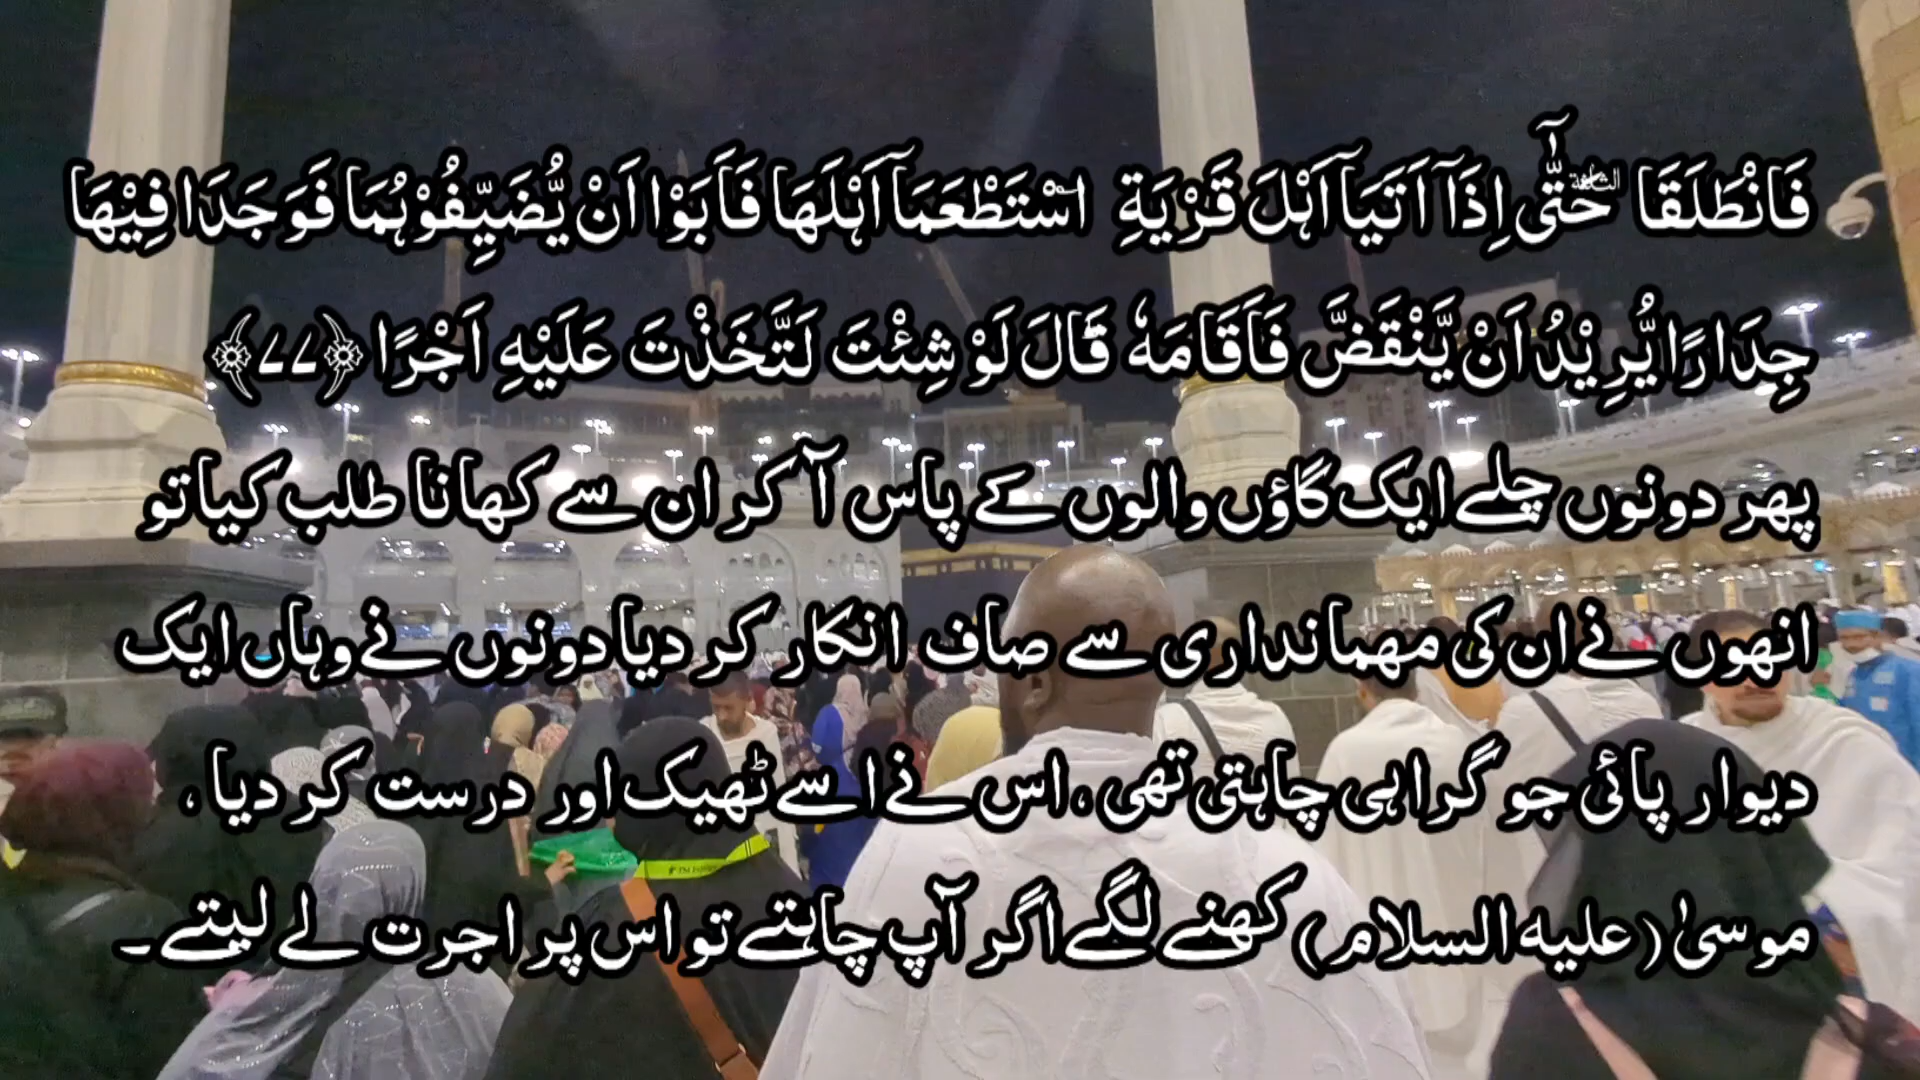 فَانْطَلَقَا ࣞ حَتّٰۤی اِذَاۤ اَتَیَاۤ اَہْلَ قَرْیَةِ ۣ اسْتَطْعَمَاۤ اَہْلَہَا فَاَبَوْا اَنْ یُّضَیِّفُوْہُمَا فَوَجَدَا فِیْہَا
جِدَارًا یُّرِیْدُ اَنْ یَّنْقَضَّ فَاَقَامَہٗ ؕ قَالَ لَوْ شِئْتَ لَتَّخَذْتَ عَلَیْہِ اَجْرًا ﴿۷۷﴾
پھر دونوں چلے ایک گاؤں والوں کے پاس آ کر ان سے کھانا طلب کیا تو
انھوں نے ان کی مھمانداری سے صاف انکار کر دیا دونوں نے وہاں ایک
دیوار پائی جو گرا ہی چاہتی تھی، اس نے اسے ٹھیک اور درست کر دیا،
موسیٰ (علیہ السلام) کھنے لگے اگر آپ چاہتے تو اس پر اجرت لے لیتے۔